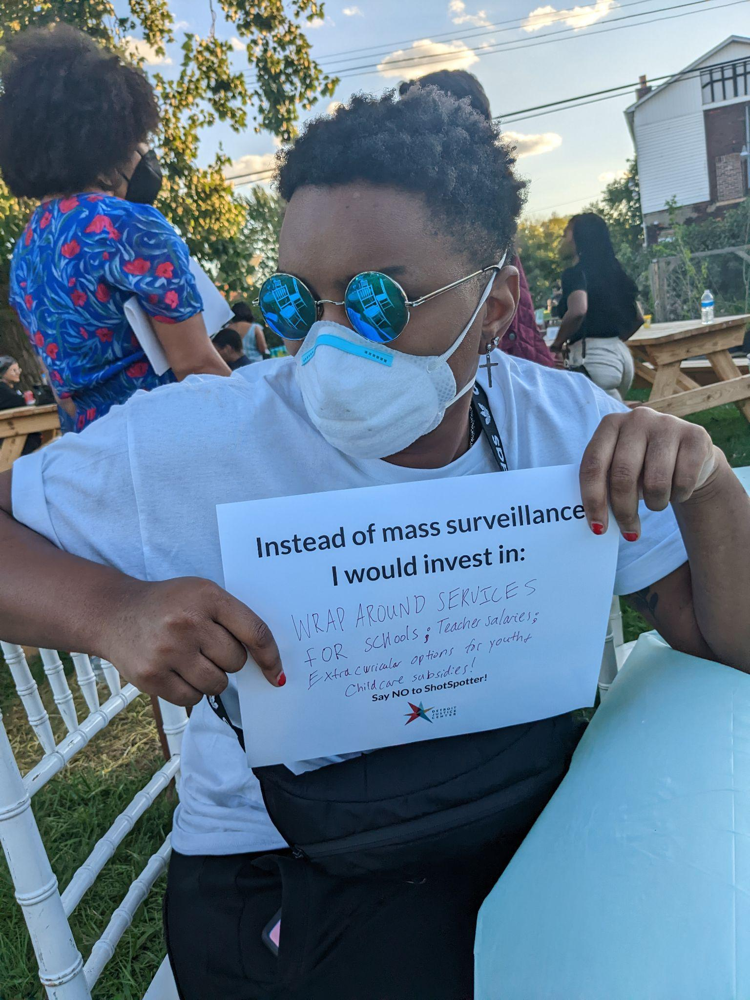 Instead of mass surveillance
I would invest in:
WRAP AROUND SERVICES
FOR SCHOOLS; Teacher salaries;
Extracurricular options for youth+
Childcare subsidies!
Say NO to ShotSpotter!
DETROIT
JUSTICE
CENTER